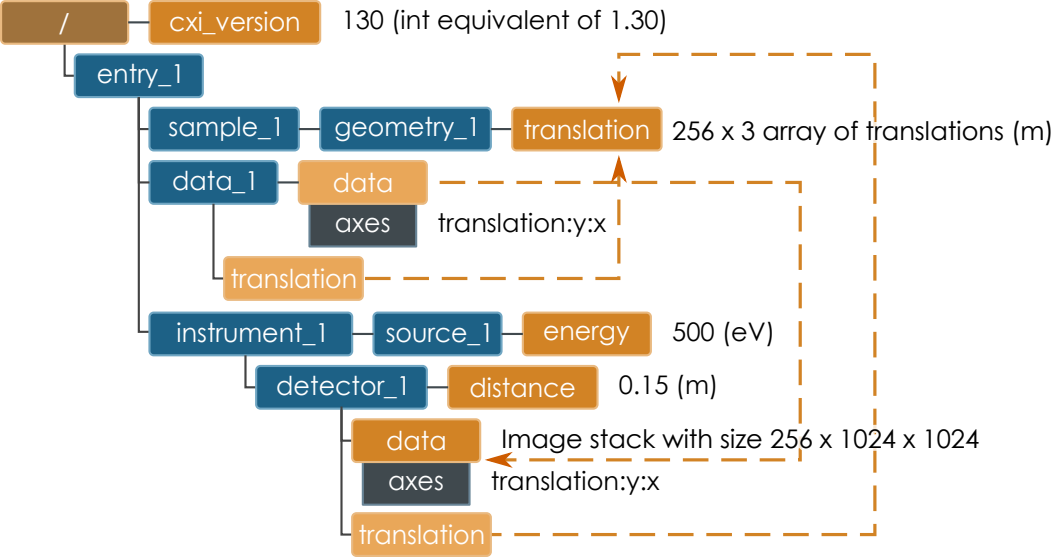 / cxi_version 130 (int equivalent of 1.30)
entry_1
sample_1 geometry_1 translation 256 x 3 array of translations (m)
data_1 data
axes translation:y:x
translation
instrument_1 source_1 energy 500 (eV)
detector_1 distance 0.15 (m)
data Image stack with size 256 x 1024 x 1024
axes translation:y:x
translation